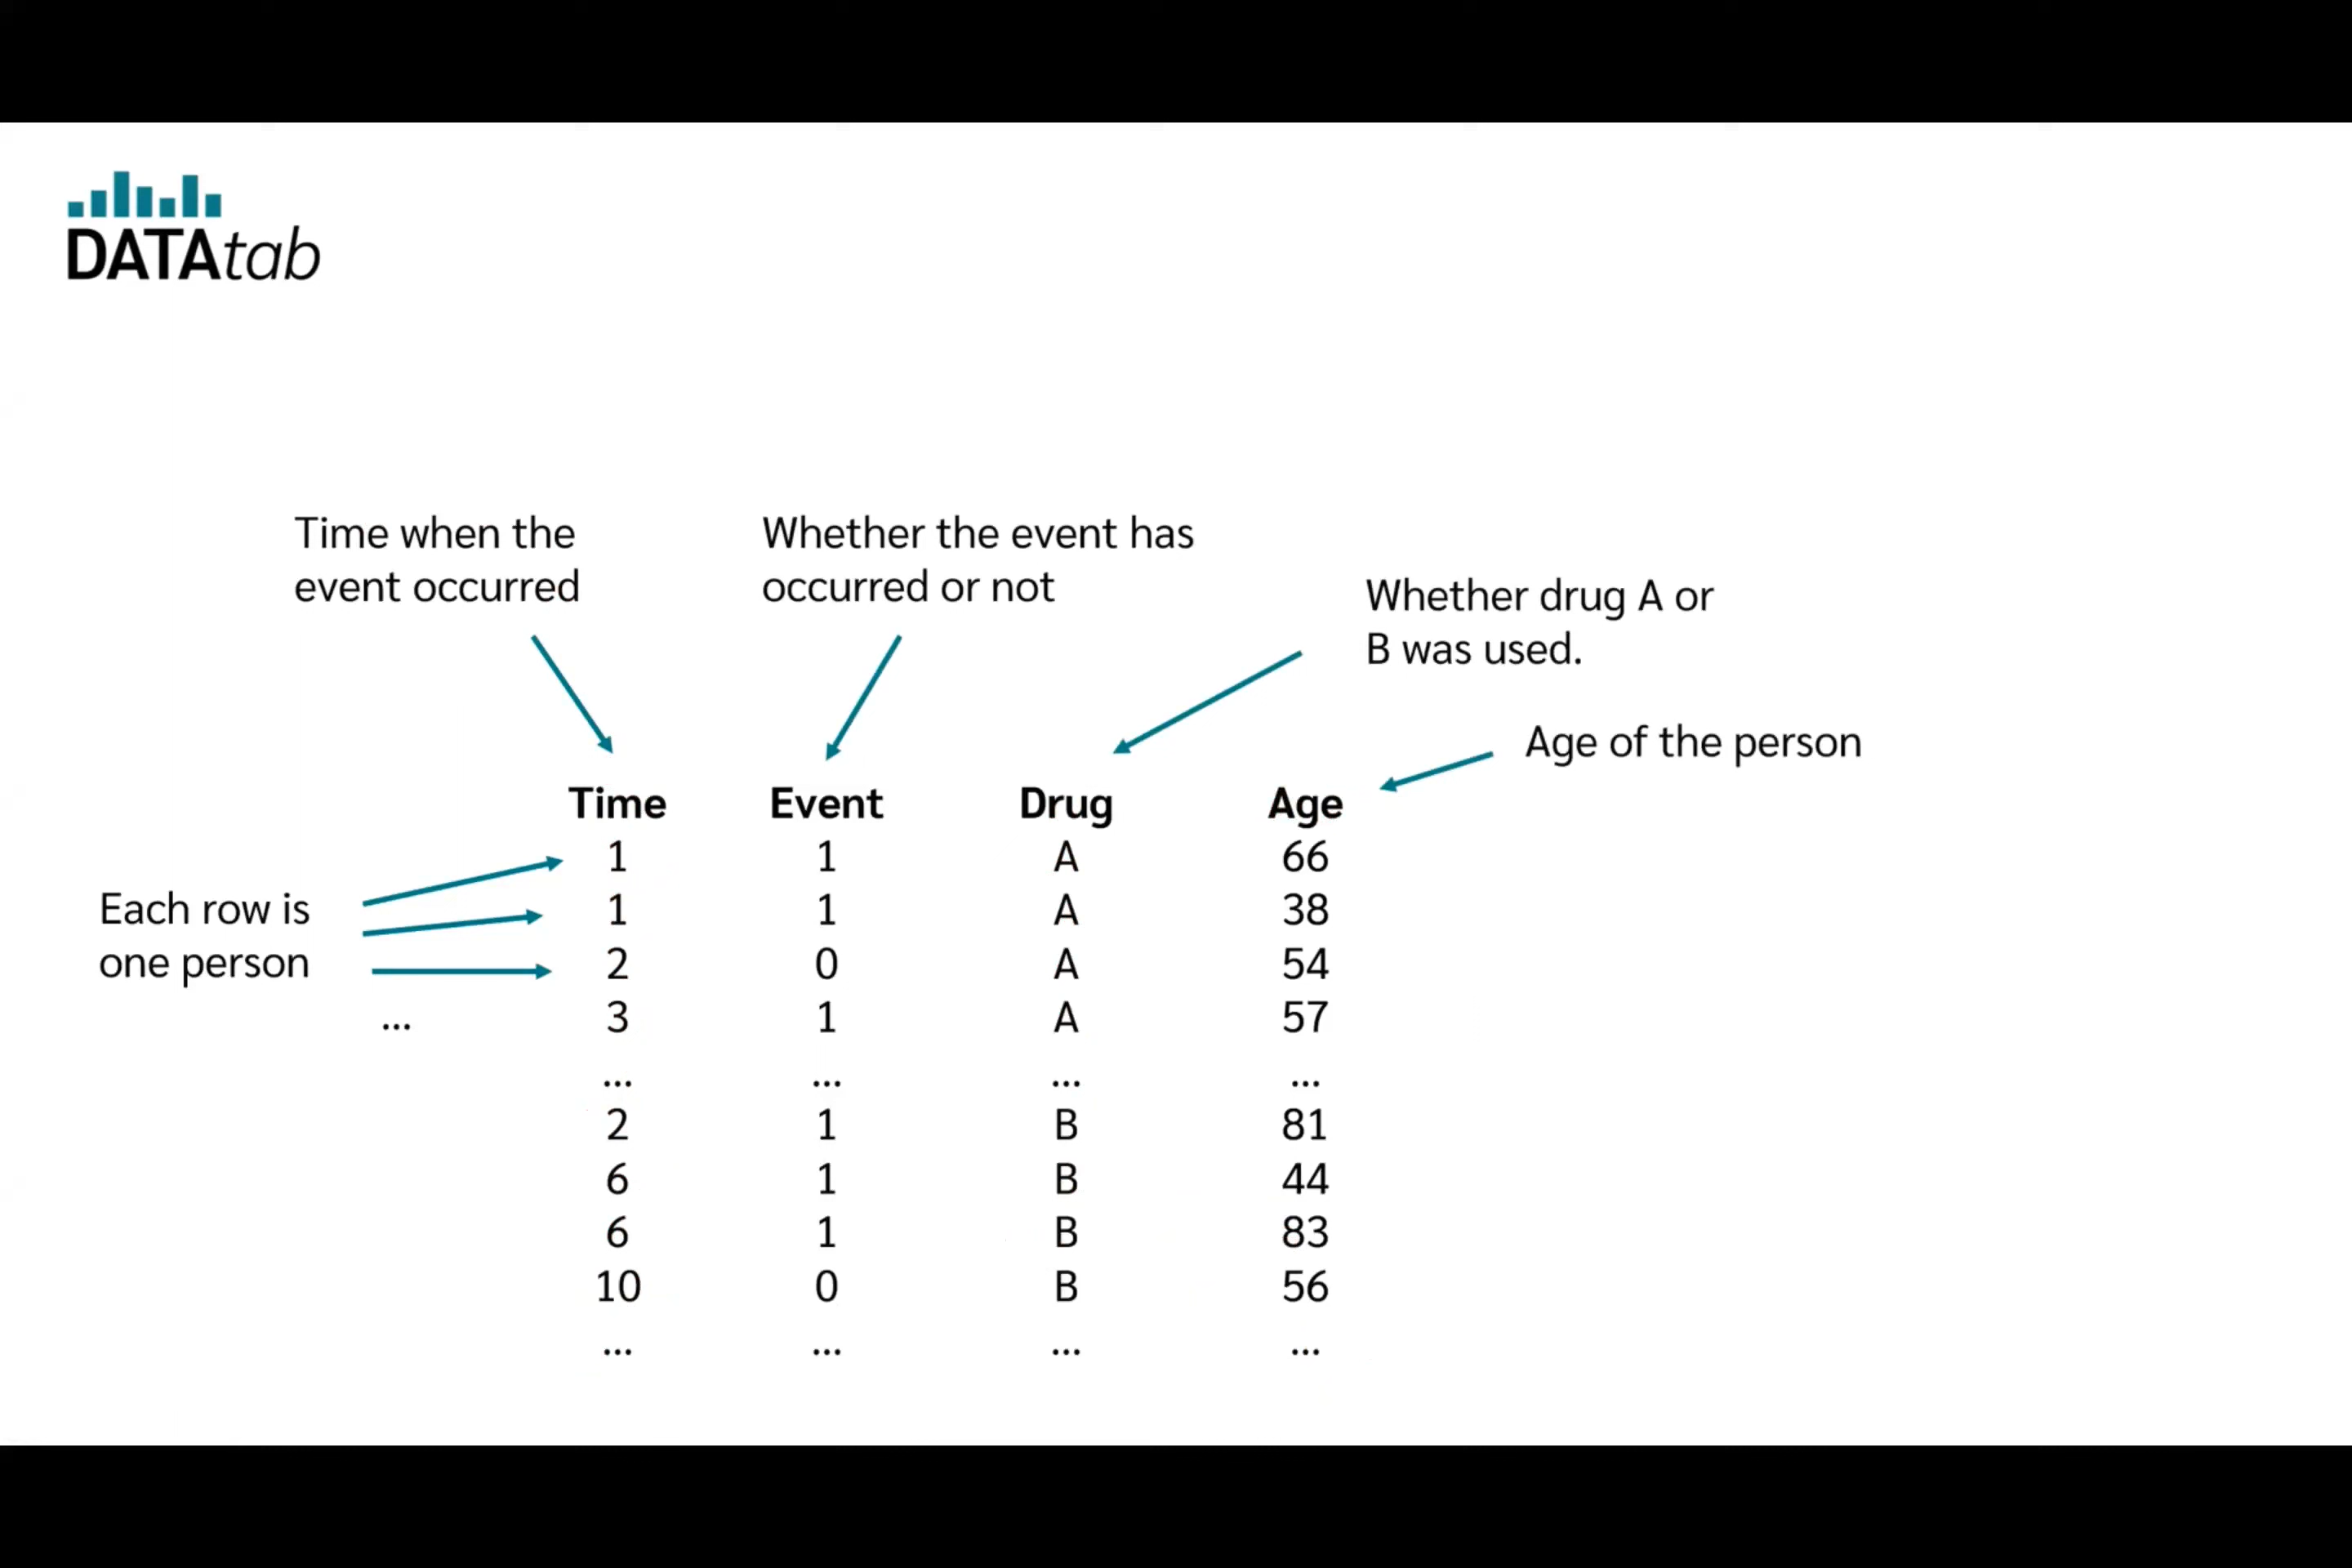 DATAtab
Time when the
event occurred
Whether the event has
occurred or not
Whether drug A or
B was used.
Age of the person
Each row is
one person
...
Time Event Drug Age
1 1 A 66
1 1 A 38
2 0 A 54
3 1 A 57
... ... ... ...
2 1 B 81
6 1 B 44
6 1 B 83
10 0 B 56
... ... ... ...